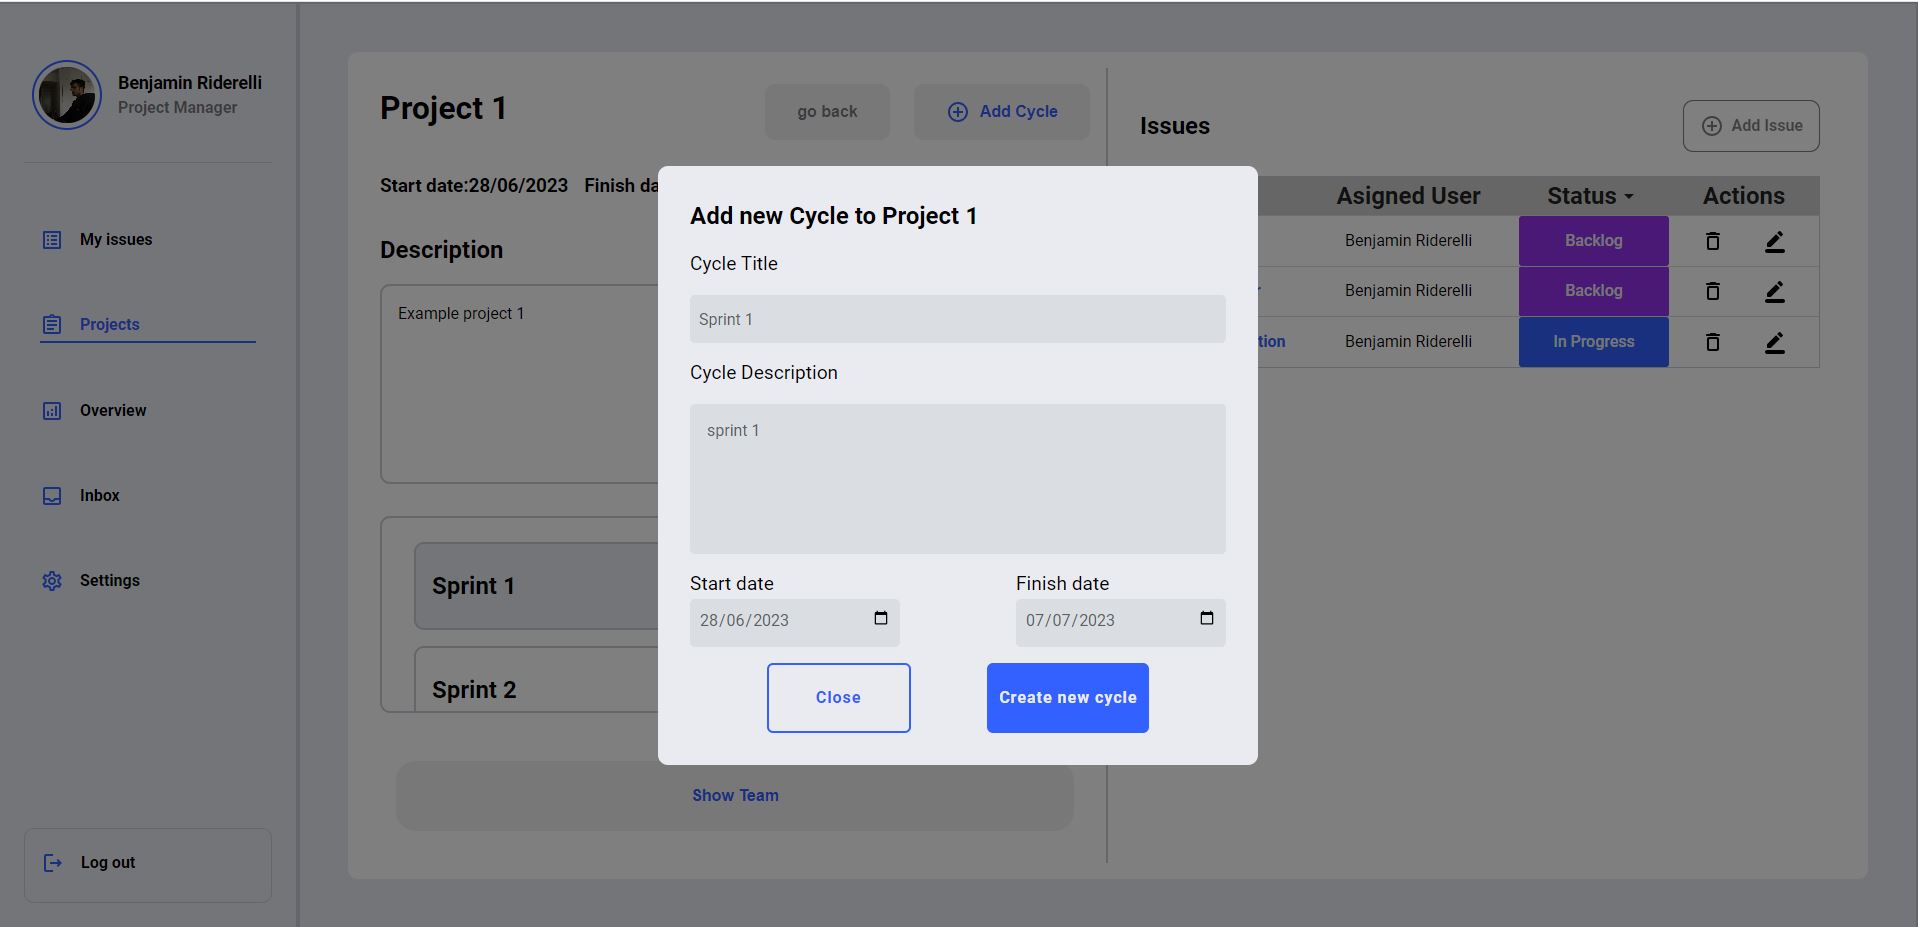 Benjamin Riderelli
Project Manager
My issues
Projects
Overview
Inbox
Settings
Log out
Project 1
go back
Add Cycle
Start date:28/06/2023 Finish da
Description
Example project 1
Sprint 1
Sprint 2
Show Team
Add new Cycle to Project 1
Cycle Title
Sprint 1
Cycle Description
sprint 1
Start date Finish date
28/06/2023 07/07/2023
Close Create new cycle
Issues
Add Issue
Asigned User Status Actions
Benjamin Riderelli Backlog
Benjamin Riderelli Backlog
tion Benjamin Riderelli In Progress